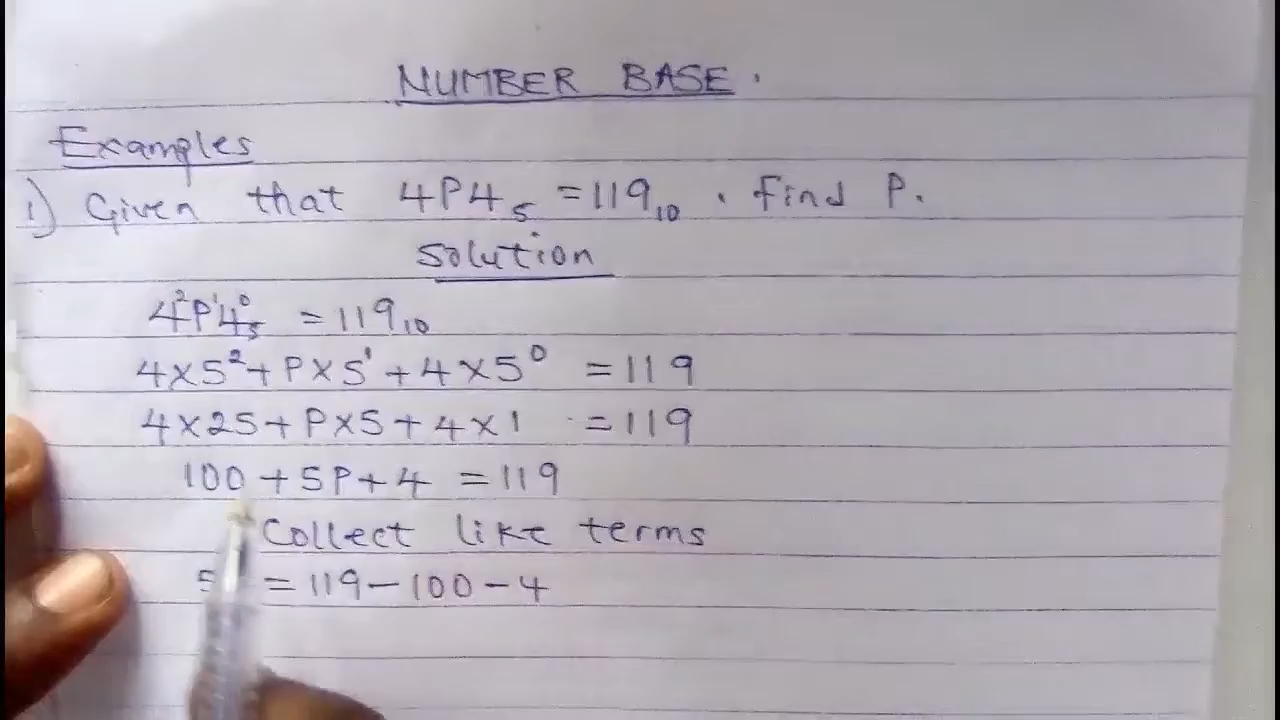 NUMBER BASE.
Examples
1) Given that 4P4₅ = 119₁₀. Find P.
Solution
4²P¹4⁰₅ = 119₁₀
4×5²+P×5¹+4×5⁰ = 119
4×25+P×5+4×1 = 119
100+5P+4 = 119
Collect like terms
5 = 119-100-4